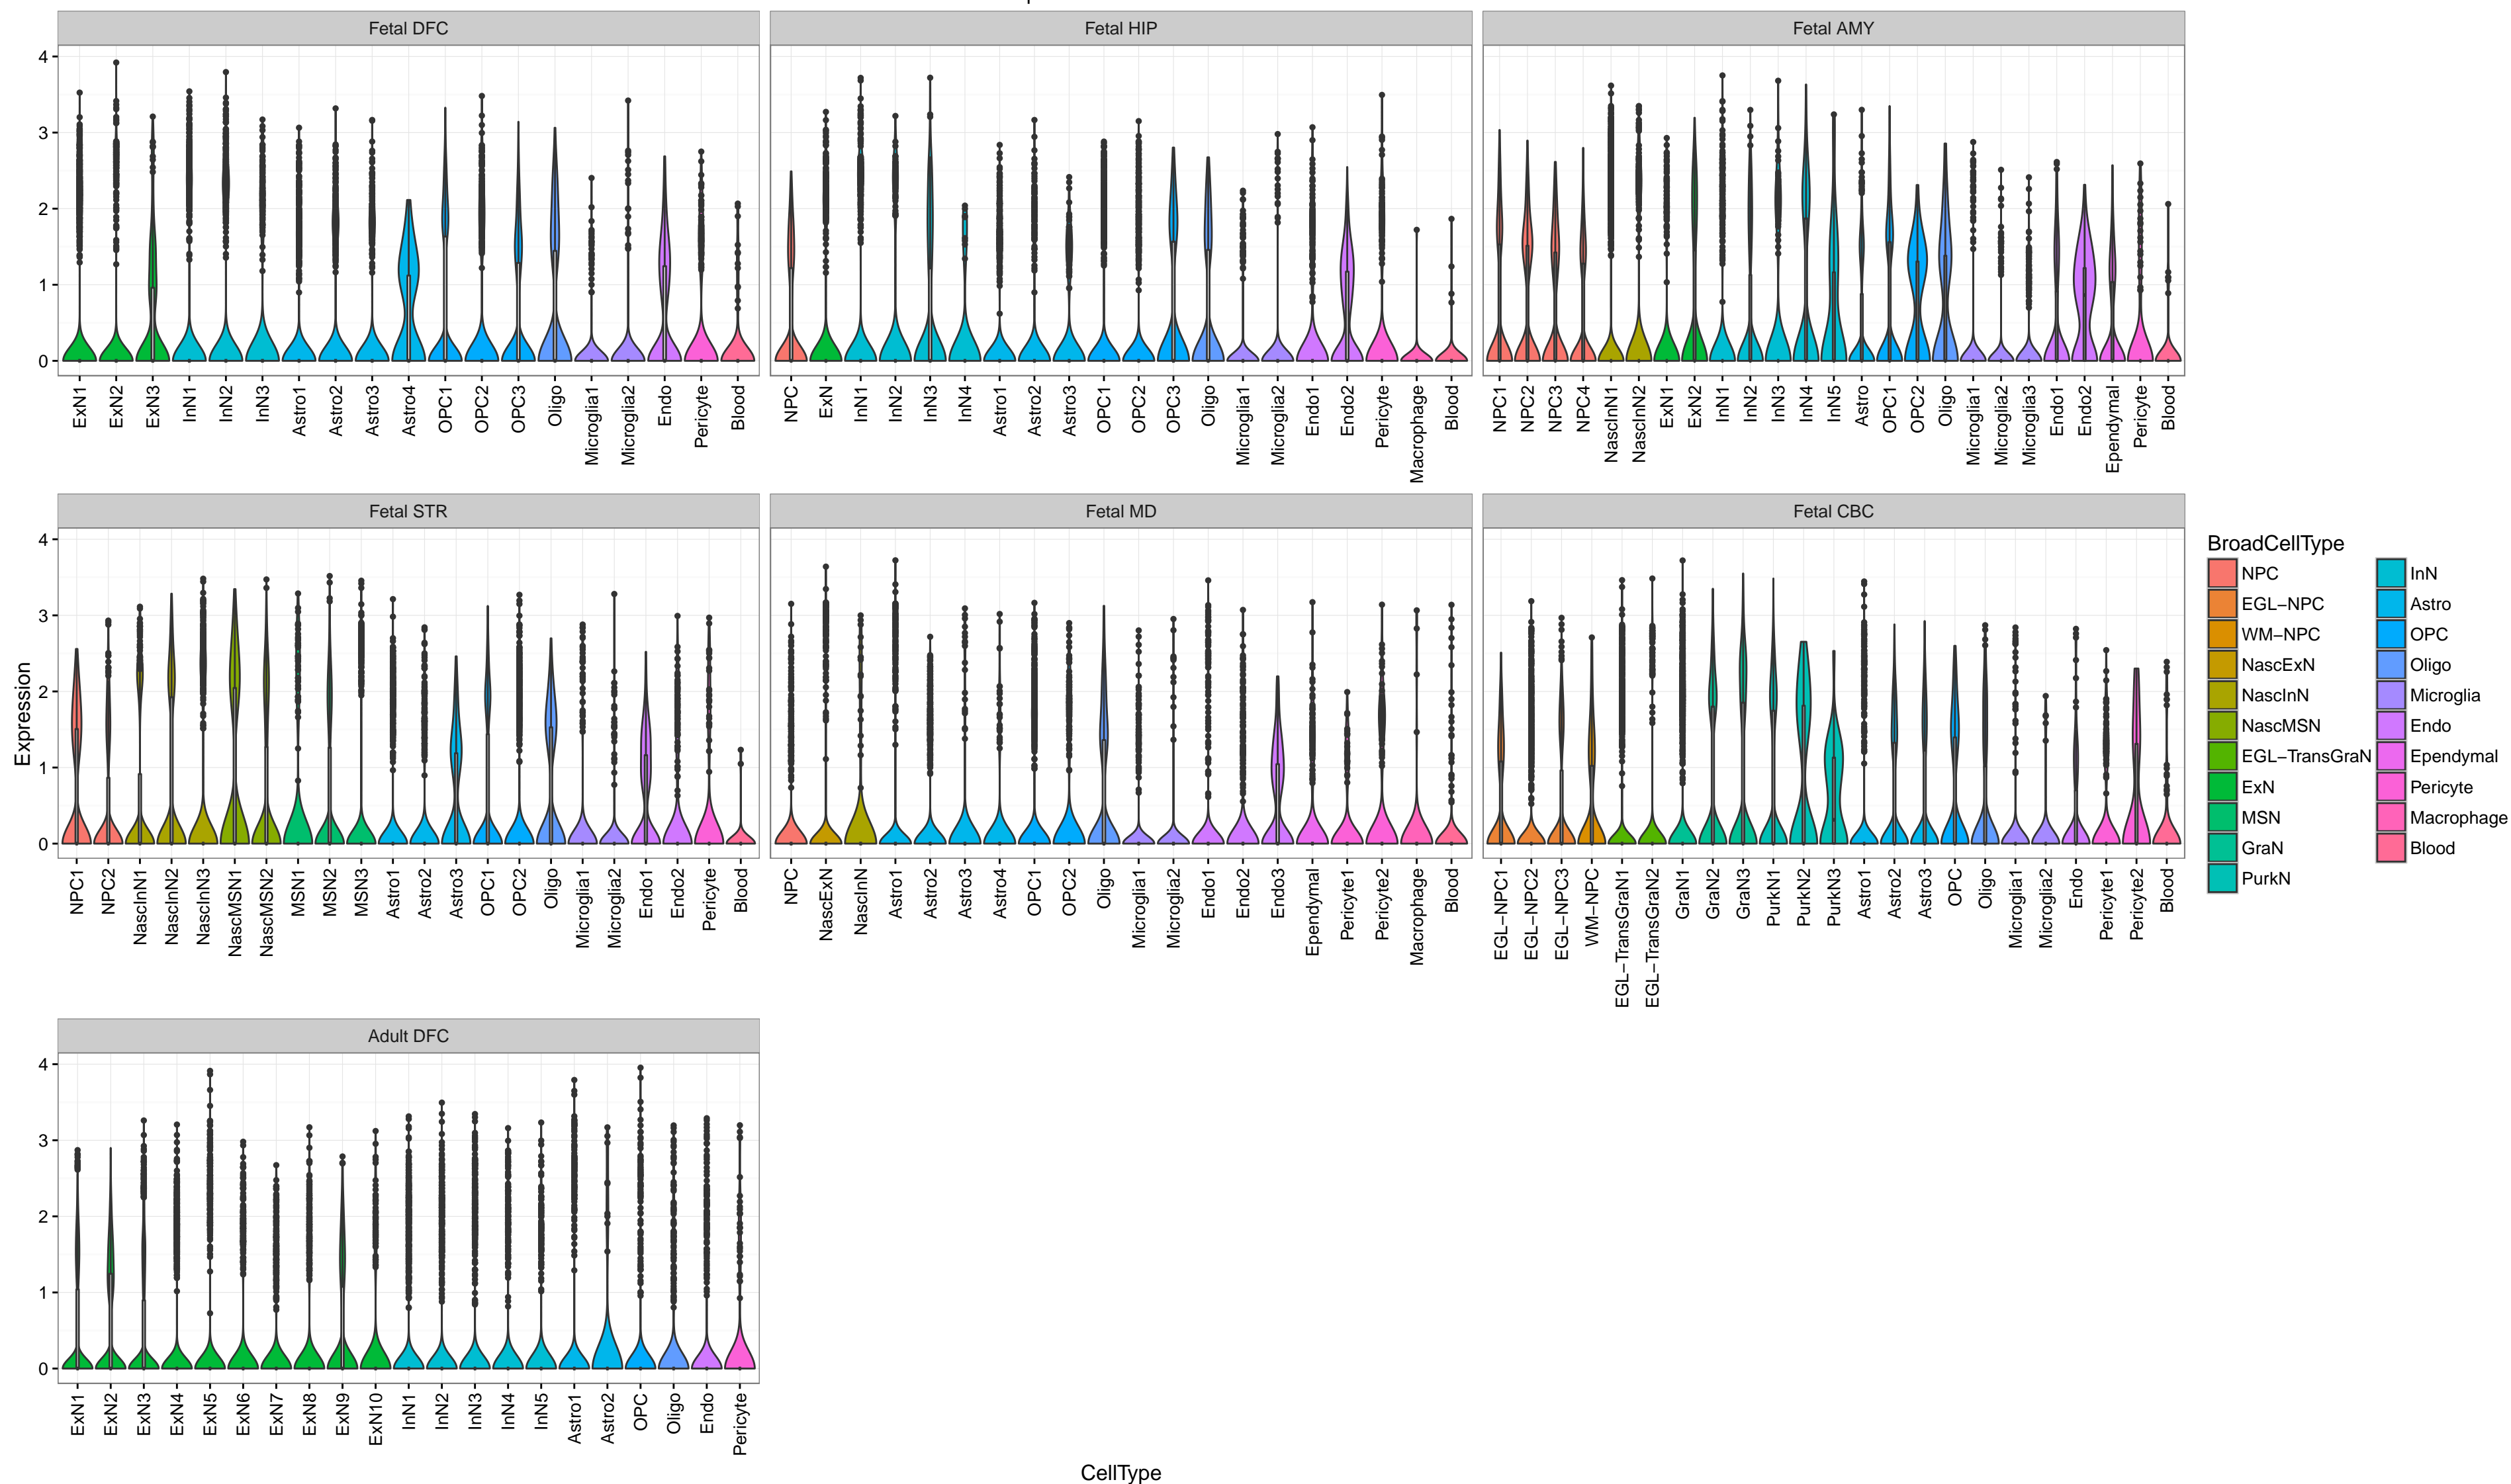 Fetal DFC
Fetal HIP
Fetal AMY
4
3
2
1
0
ExN1 ExN2 ExN3 InN1 InN2 InN3 Astro1 Astro2 Astro3 Astro4 OPC1 OPC2 OPC3 Oligo Microglia1 Microglia2 Endo Pericyte Blood
NPC ExN InN1 InN2 InN3 InN4 Astro1 Astro2 Astro3 OPC1 OPC2 OPC3 Oligo Microglia1 Microglia2 Endo1 Endo2 Pericyte Macrophage Blood
NPC1 NPC2 NPC3 NPC4 NascInN1 NascInN2 ExN1 ExN2 InN1 InN2 InN3 InN4 InN5 Astro OPC1 OPC2 Oligo Microglia1 Microglia2 Microglia3 Endo1 Endo2 Ependymal Pericyte Blood
Fetal STR
Fetal MD
Fetal CBC
Expression
4
3
2
1
0
NPC1 NPC2 NascInN1 NascInN2 NascInN3 NascMSN1 NascMSN2 MSN1 MSN2 MSN3 Astro1 Astro2 Astro3 OPC1 OPC2 Oligo Microglia1 Microglia2 Endo1 Endo2 Pericyte Blood
NPC NascExN NascInN Astro1 Astro2 Astro3 Astro4 OPC1 OPC2 Oligo Microglia1 Microglia2 Endo1 Endo2 Endo3 Ependymal Pericyte1 Pericyte2 Macrophage Blood
EGL−NPC1 EGL−NPC2 EGL−NPC3 WM−NPC EGL−TransGraN1 EGL−TransGraN2 GraN1 GraN2 GraN3 PurkN1 PurkN2 PurkN3 Astro1 Astro2 Astro3 OPC Oligo Microglia1 Microglia2 Endo Pericyte1 Pericyte2 Blood
BroadCellType
NPC
EGL−NPC
WM−NPC
NascExN
NascInN
NascMSN
EGL−TransGraN
ExN
MSN
GraN
PurkN
InN
Astro
OPC
Oligo
Microglia
Endo
Ependymal
Pericyte
Macrophage
Blood
Adult DFC
4
3
2
1
0
ExN1 ExN2 ExN3 ExN4 ExN5 ExN6 ExN7 ExN8 ExN9 ExN10 InN1 InN2 InN3 InN4 InN5 Astro1 Astro2 OPC Oligo Endo Pericyte
CellType